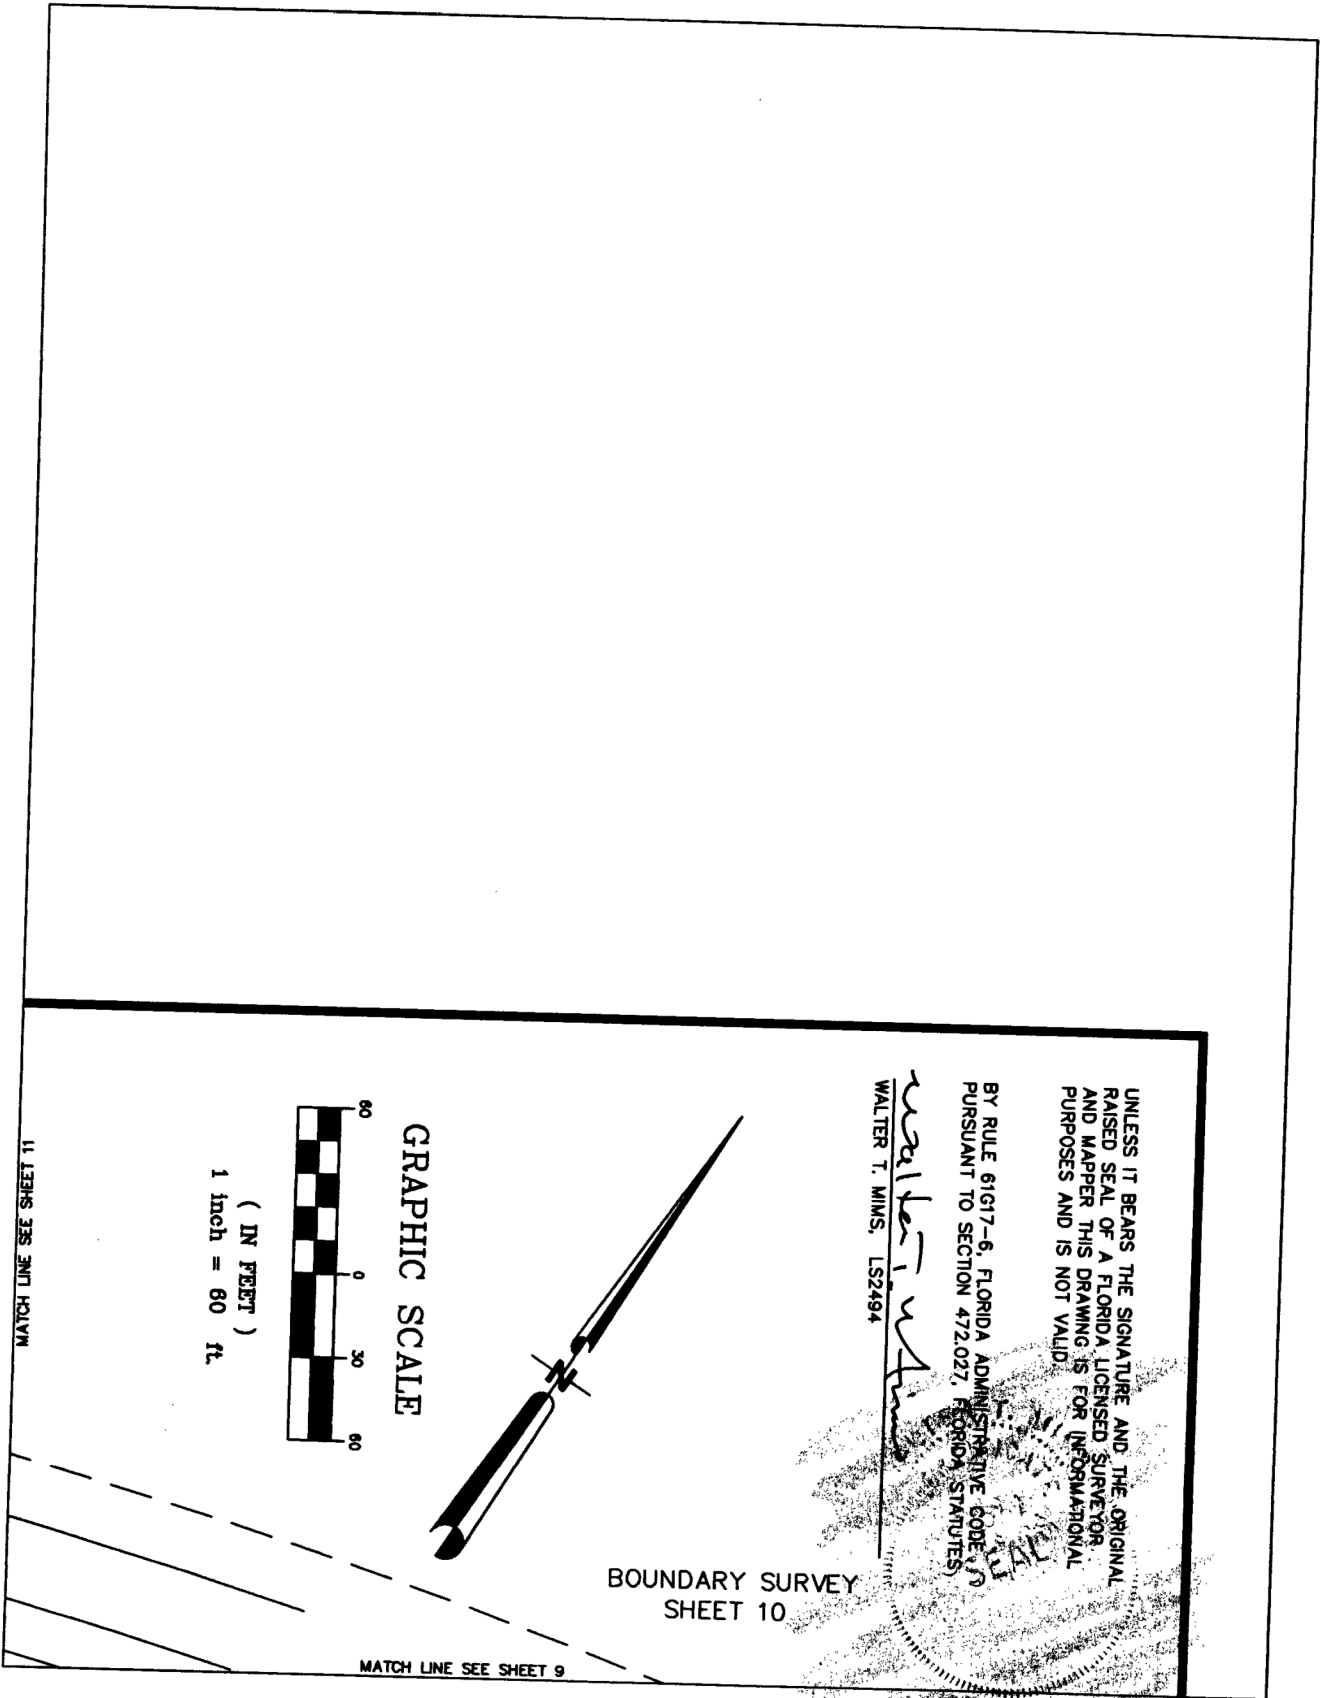 UNLESS IT BEARS THE SIGNATURE AND THE ORIGINAL
RAISED SEAL OF A FLORIDA LICENSED SURVEYOR
AND MAPPER THIS DRAWING IS FOR INFORMATIONAL
PURPOSES AND IS NOT VALID.
BY RULE 61G17-6, FLORIDA ADMINISTRATIVE CODE
PURSUANT TO SECTION 472.027, FLORIDA STATUTES)
Walter T. Mims
WALTER T. MIMS, LS2494
SEAL
N
GRAPHIC SCALE
60 0 30 60
( IN FEET )
1 inch = 60 ft.
MATCH LINE SEE SHEET 11
BOUNDARY SURVEY
SHEET 10
MATCH LINE SEE SHEET 9